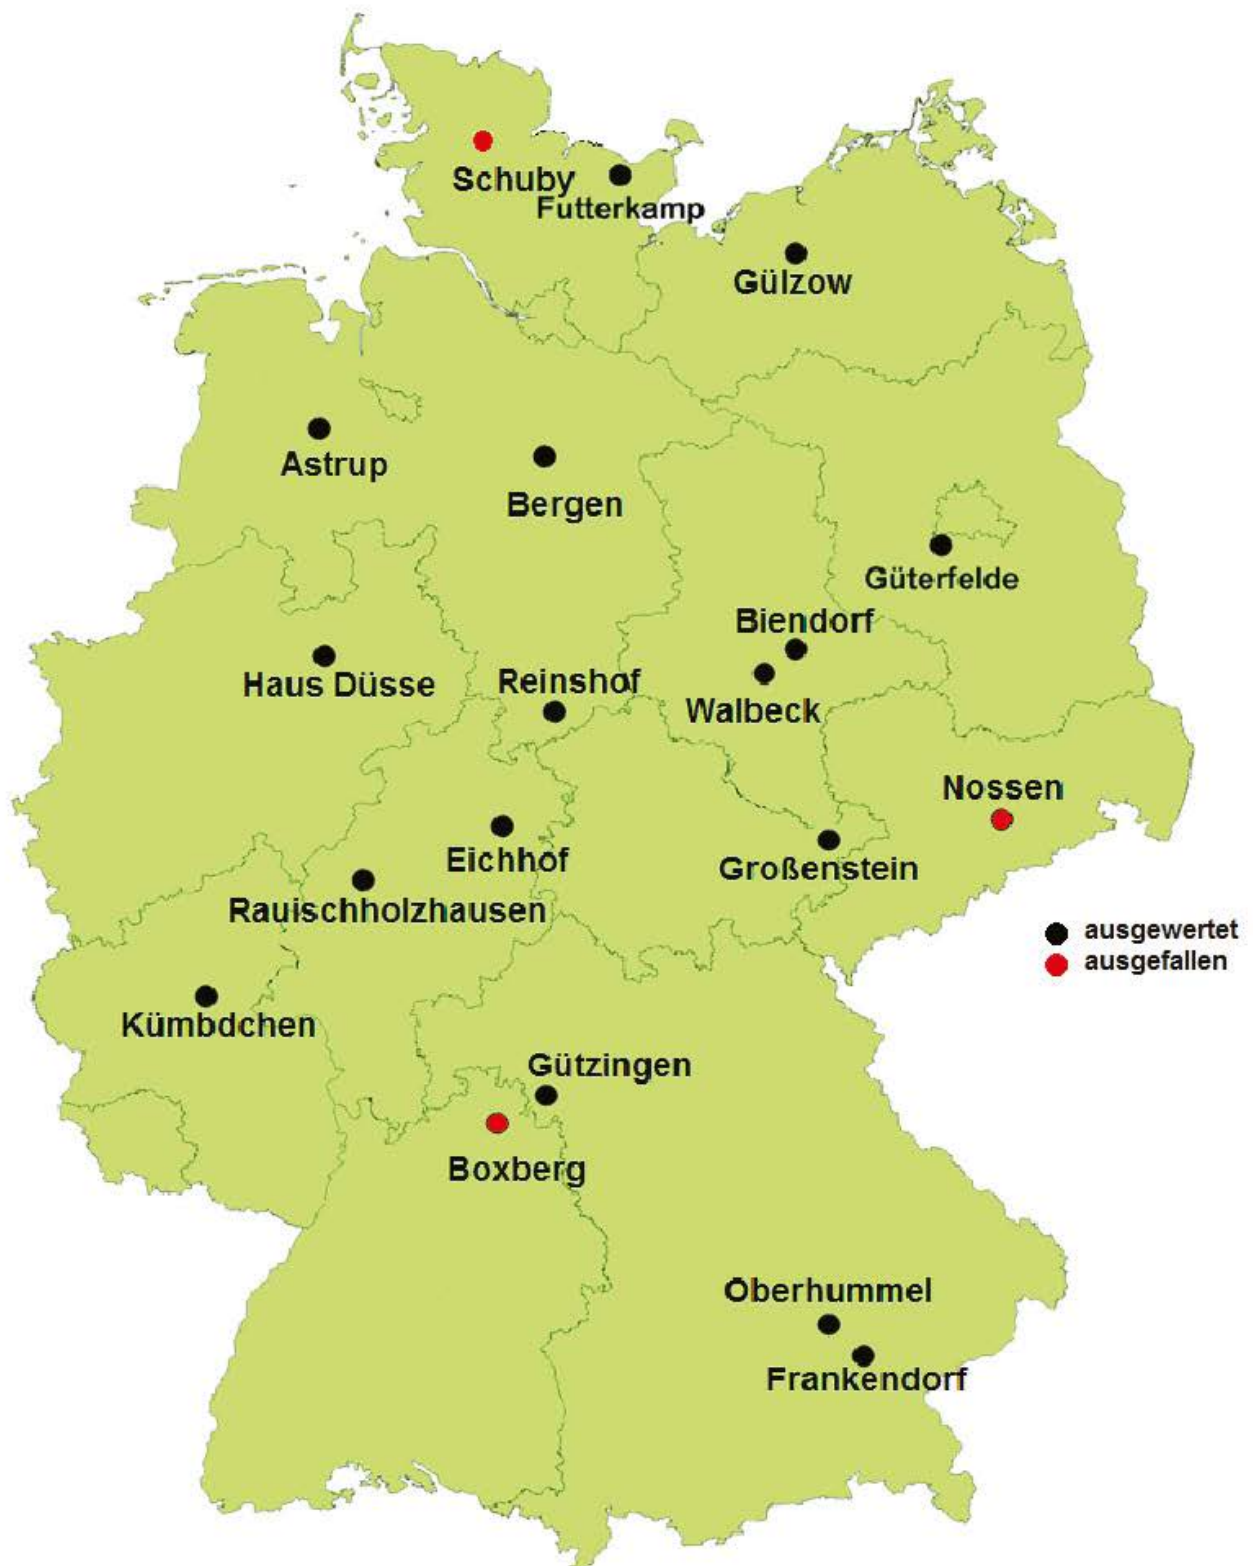 Schuby
Futterkamp
Gülzow
Astrup
Bergen
Güterfelde
Biendorf
Haus Düsse
Reinshof
Walbeck
Nossen
Eichhof
Großenstein
Rauischholzhausen
ausgewertet
ausgefallen
Kümbdchen
Gützingen
Boxberg
Oberhummel
Frankendorf